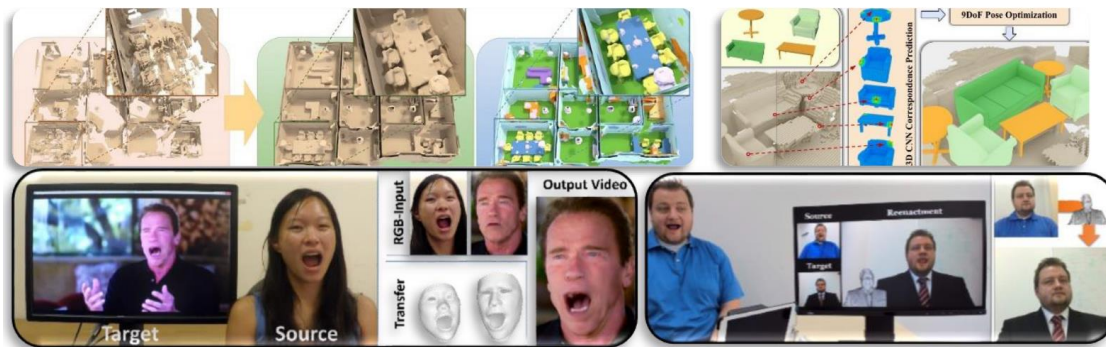 9DoF Pose Optimization
3D CNN Correspondence Prediction
Target
Source
RGB-Input
Transfer
Output Video
Source
Target
Reenactment